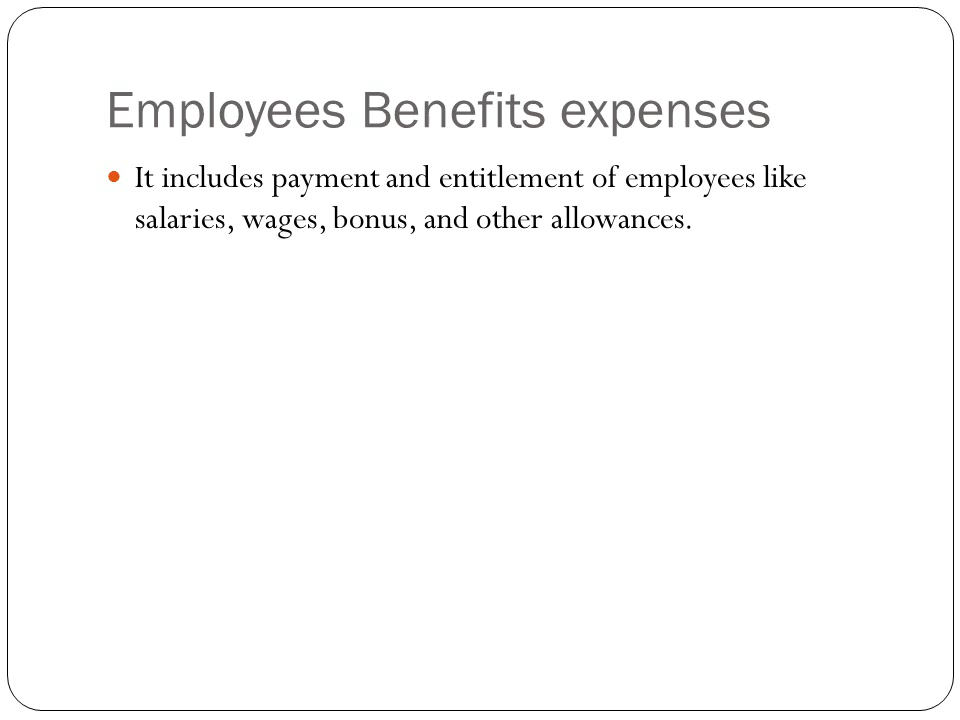 Employees Benefits expenses
It includes payment and entitlement of employees like
salaries, wages, bonus, and other allowances.